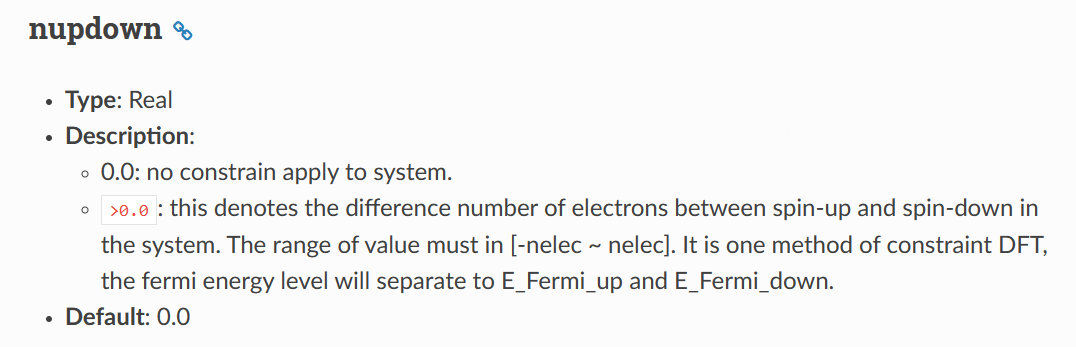 nupdown
• Type: Real
• Description:
◦ 0.0: no constrain apply to system.
◦ >0.0: this denotes the difference number of electrons between spin-up and spin-down in
the system. The range of value must in [-nelec ~ nelec]. It is one method of constraint DFT,
the fermi energy level will separate to E_Fermi_up and E_Fermi_down.
• Default: 0.0